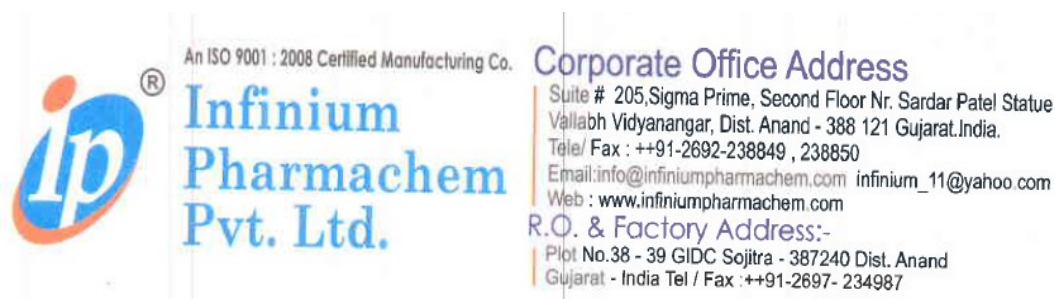 ip ®
An ISO 9001 : 2008 Certified Manufacturing Co.
Infinium
Pharmachem
Pvt. Ltd.
Corporate Office Address
Suite # 205,Sigma Prime, Second Floor Nr. Sardar Patel Statue
Vallabh Vidyanangar, Dist. Anand - 388 121 Gujarat.India.
Tele/ Fax : ++91-2692-238849 , 238850
Email:info@infiniumpharmachem.com infinium_11@yahoo.com
Web : www.infiniumpharmachem.com
R.O. & Factory Address:-
Plot No.38 - 39 GIDC Sojitra - 387240 Dist. Anand
Gujarat - India Tel / Fax :++91-2697- 234987